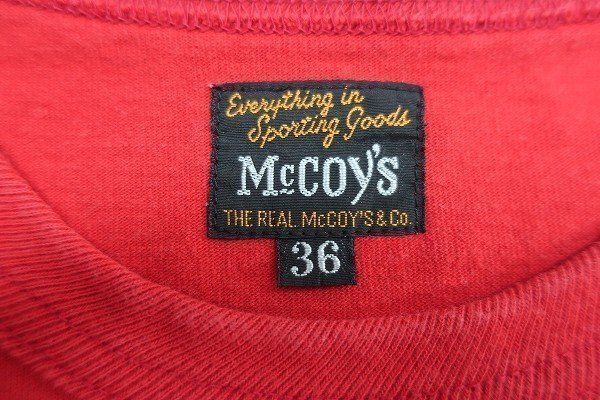 Everything in
Sporting Goods
McCOY'S
THE REAL McCOY'S & Co.
36